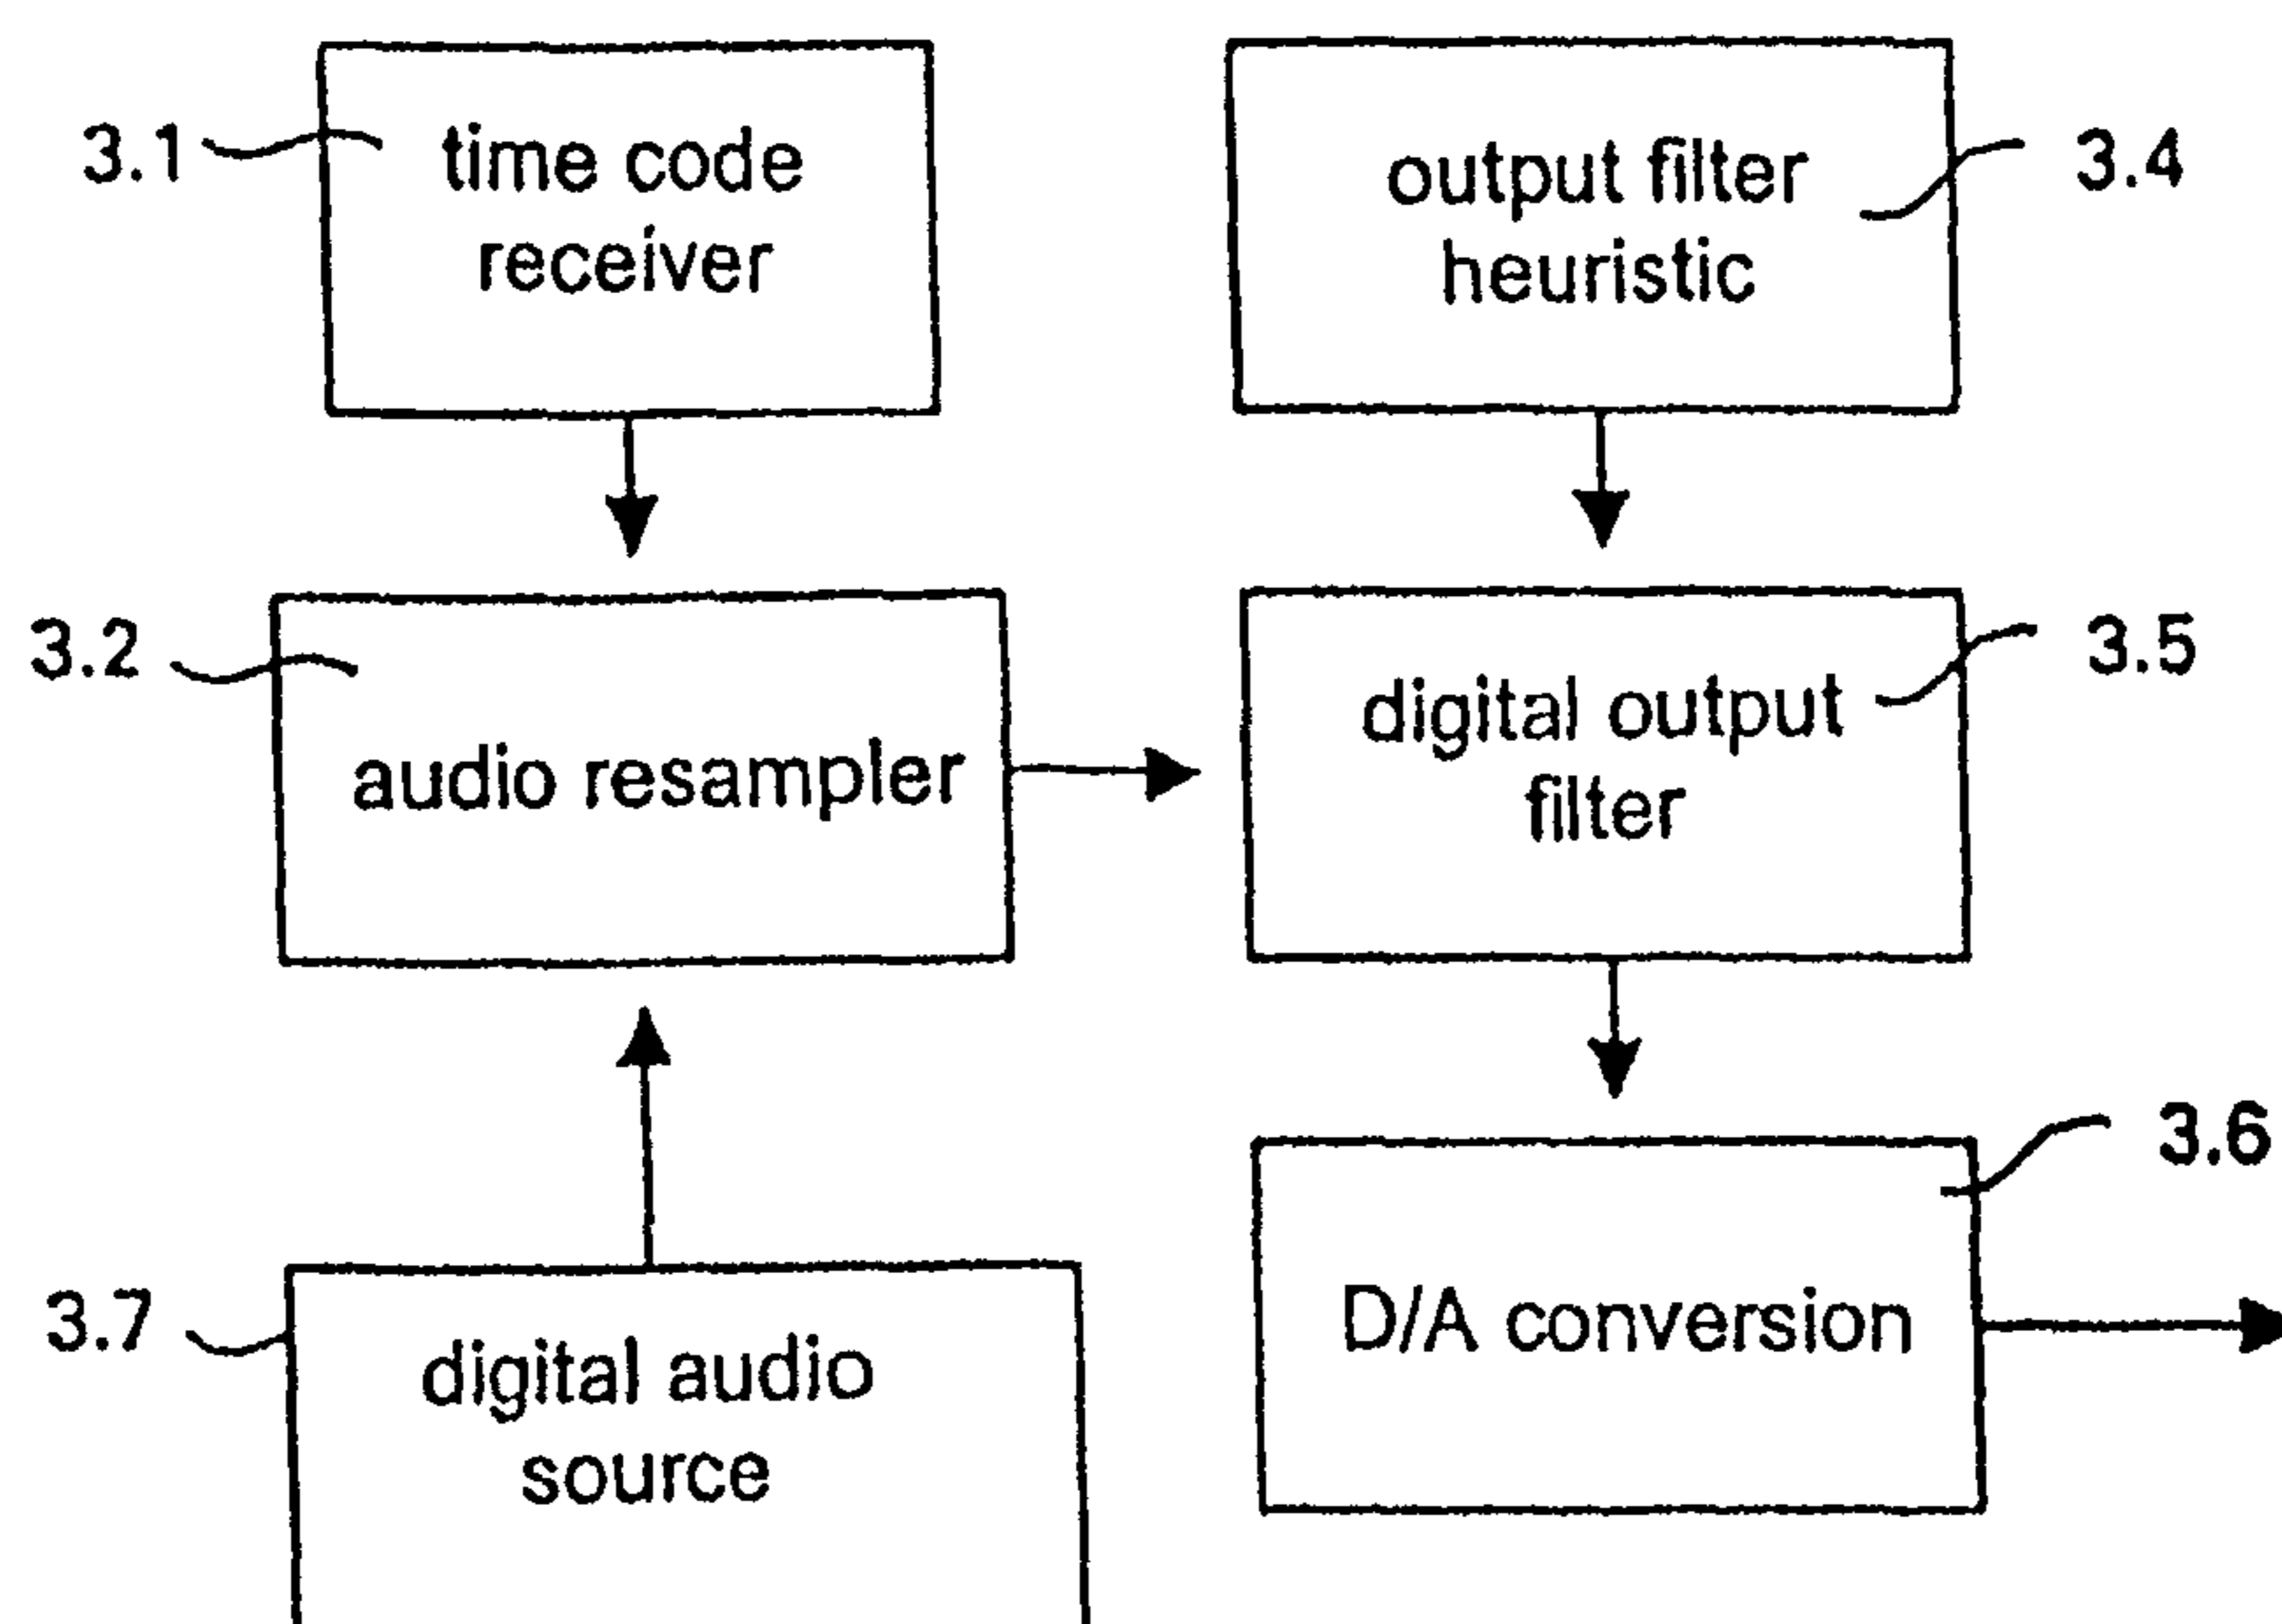 3.1
time code
receiver
output filter
heuristic
3.4
3.2
audio resampler
digital output
filter
3.5
3.7
digital audio
source
D/A conversion
3.6